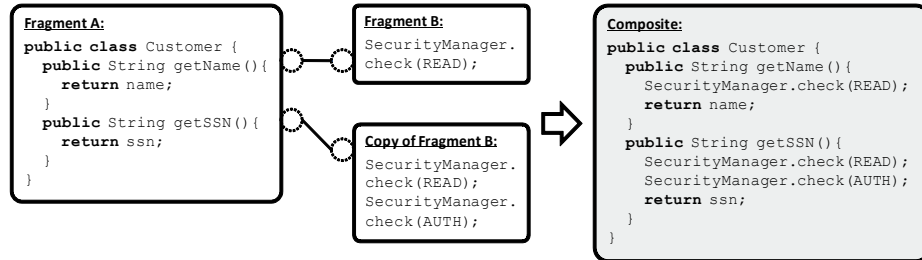 Fragment A:
public class Customer {
public String getName(){
return name;
}
public String getSSN(){
return ssn;
}
}
Fragment B:
SecurityManager.
check(READ);
Copy of Fragment B:
SecurityManager.
check(READ);
SecurityManager.
check(AUTH);
Composite:
public class Customer {
public String getName(){
SecurityManager.check(READ);
return name;
}
public String getSSN(){
SecurityManager.check(READ);
SecurityManager.check(AUTH);
return ssn;
}
}